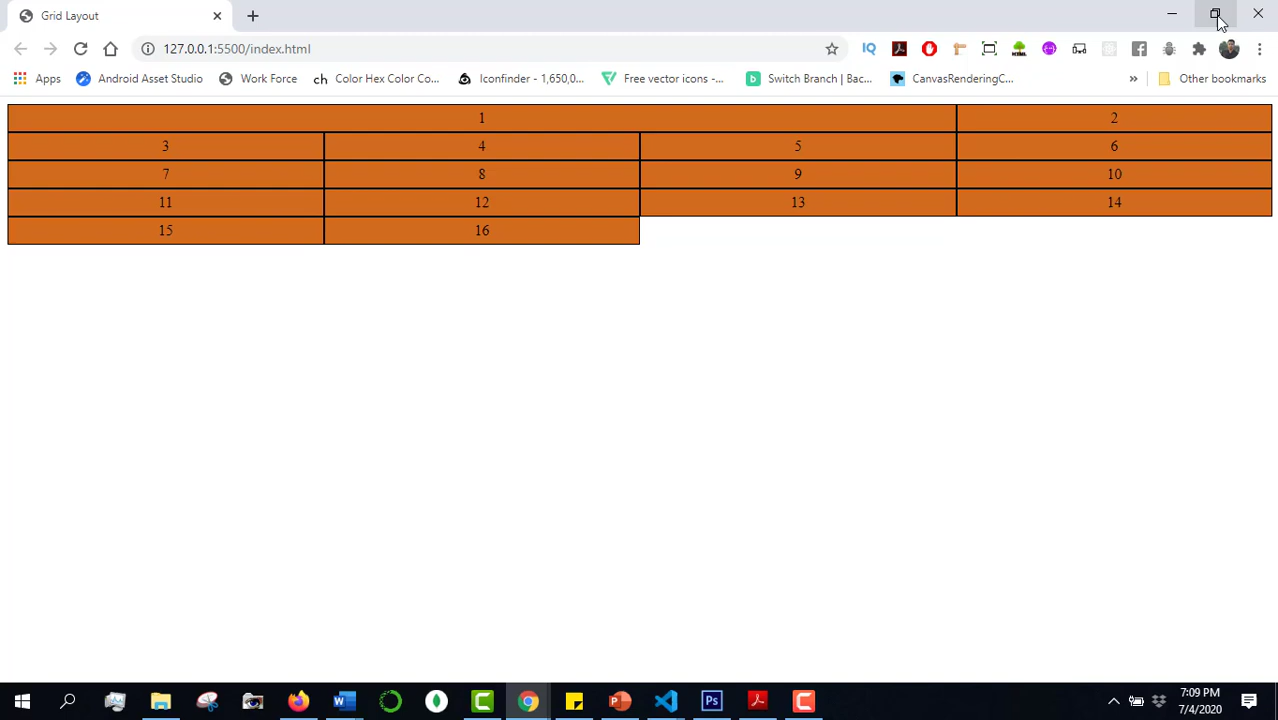 Grid Layout
127.0.0.1:5500/index.html
Apps Android Asset Studio Work Force ch Color Hex Color Co... Iconfinder - 1,650,0... Free vector icons -... Switch Branch | Bac... CanvasRenderingC... » Other bookmarks
1 2
3 4 5 6
7 8 9 10
11 12 13 14
15 16
7:09 PM
7/4/2020